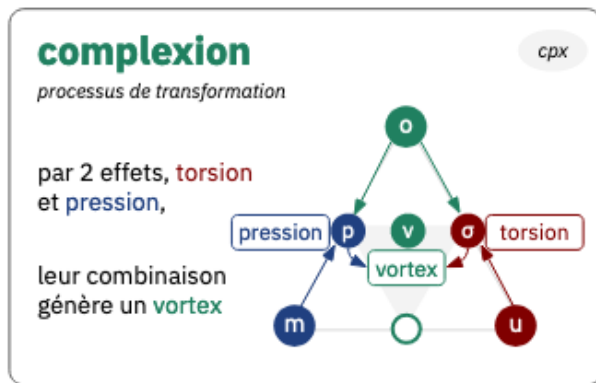 complexion
cpx
processus de transformation
o
par 2 effets, torsion
et pression,
pression
p
v
σ
torsion
vortex
leur combinaison
génère un vortex
m
u